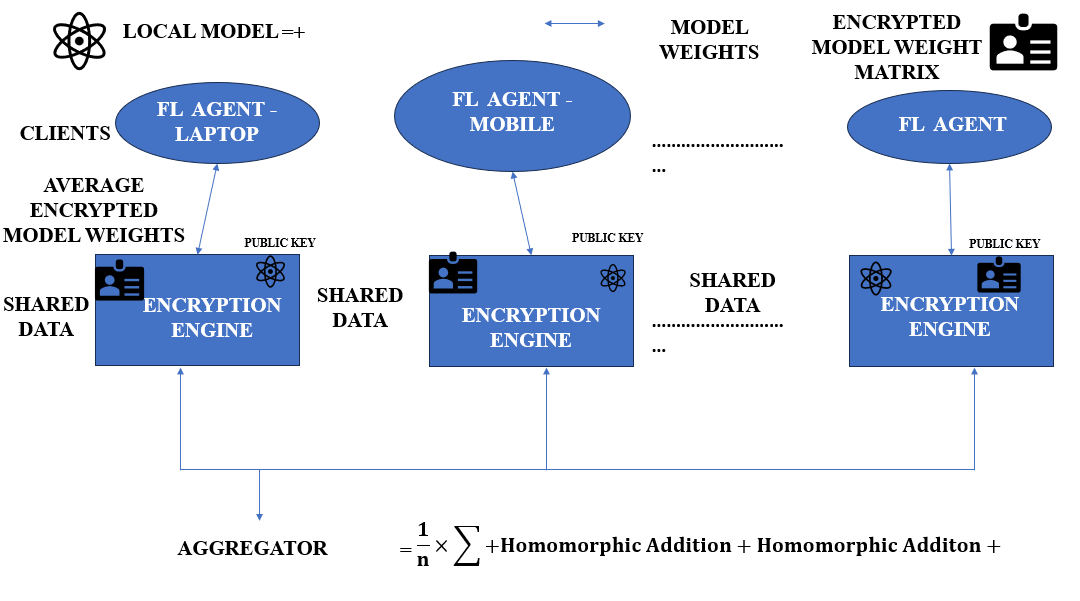 LOCAL MODEL =+
MODEL
WEIGHTS
ENCRYPTED
MODEL WEIGHT
MATRIX
CLIENTS
FL AGENT -
LAPTOP
FL AGENT -
MOBILE
...........................
...
FL AGENT
AVERAGE
ENCRYPTED
MODEL WEIGHTS
PUBLIC KEY
PUBLIC KEY
PUBLIC KEY
SHARED
DATA
ENCRYPTION
ENGINE
SHARED
DATA
ENCRYPTION
ENGINE
SHARED
DATA
...........................
...
ENCRYPTION
ENGINE
AGGREGATOR
= 1/n × ∑ +Homomorphic Addition + Homomorphic Additon +